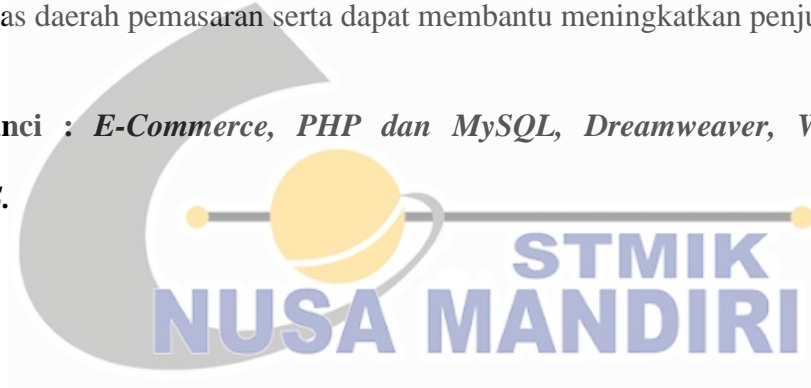 as daerah pemasaran serta dapat membantu meningkatkan penju
nci : E-Commerce, PHP dan MySQL, Dreamweaver,
STMIK
NUSA MANDIRI